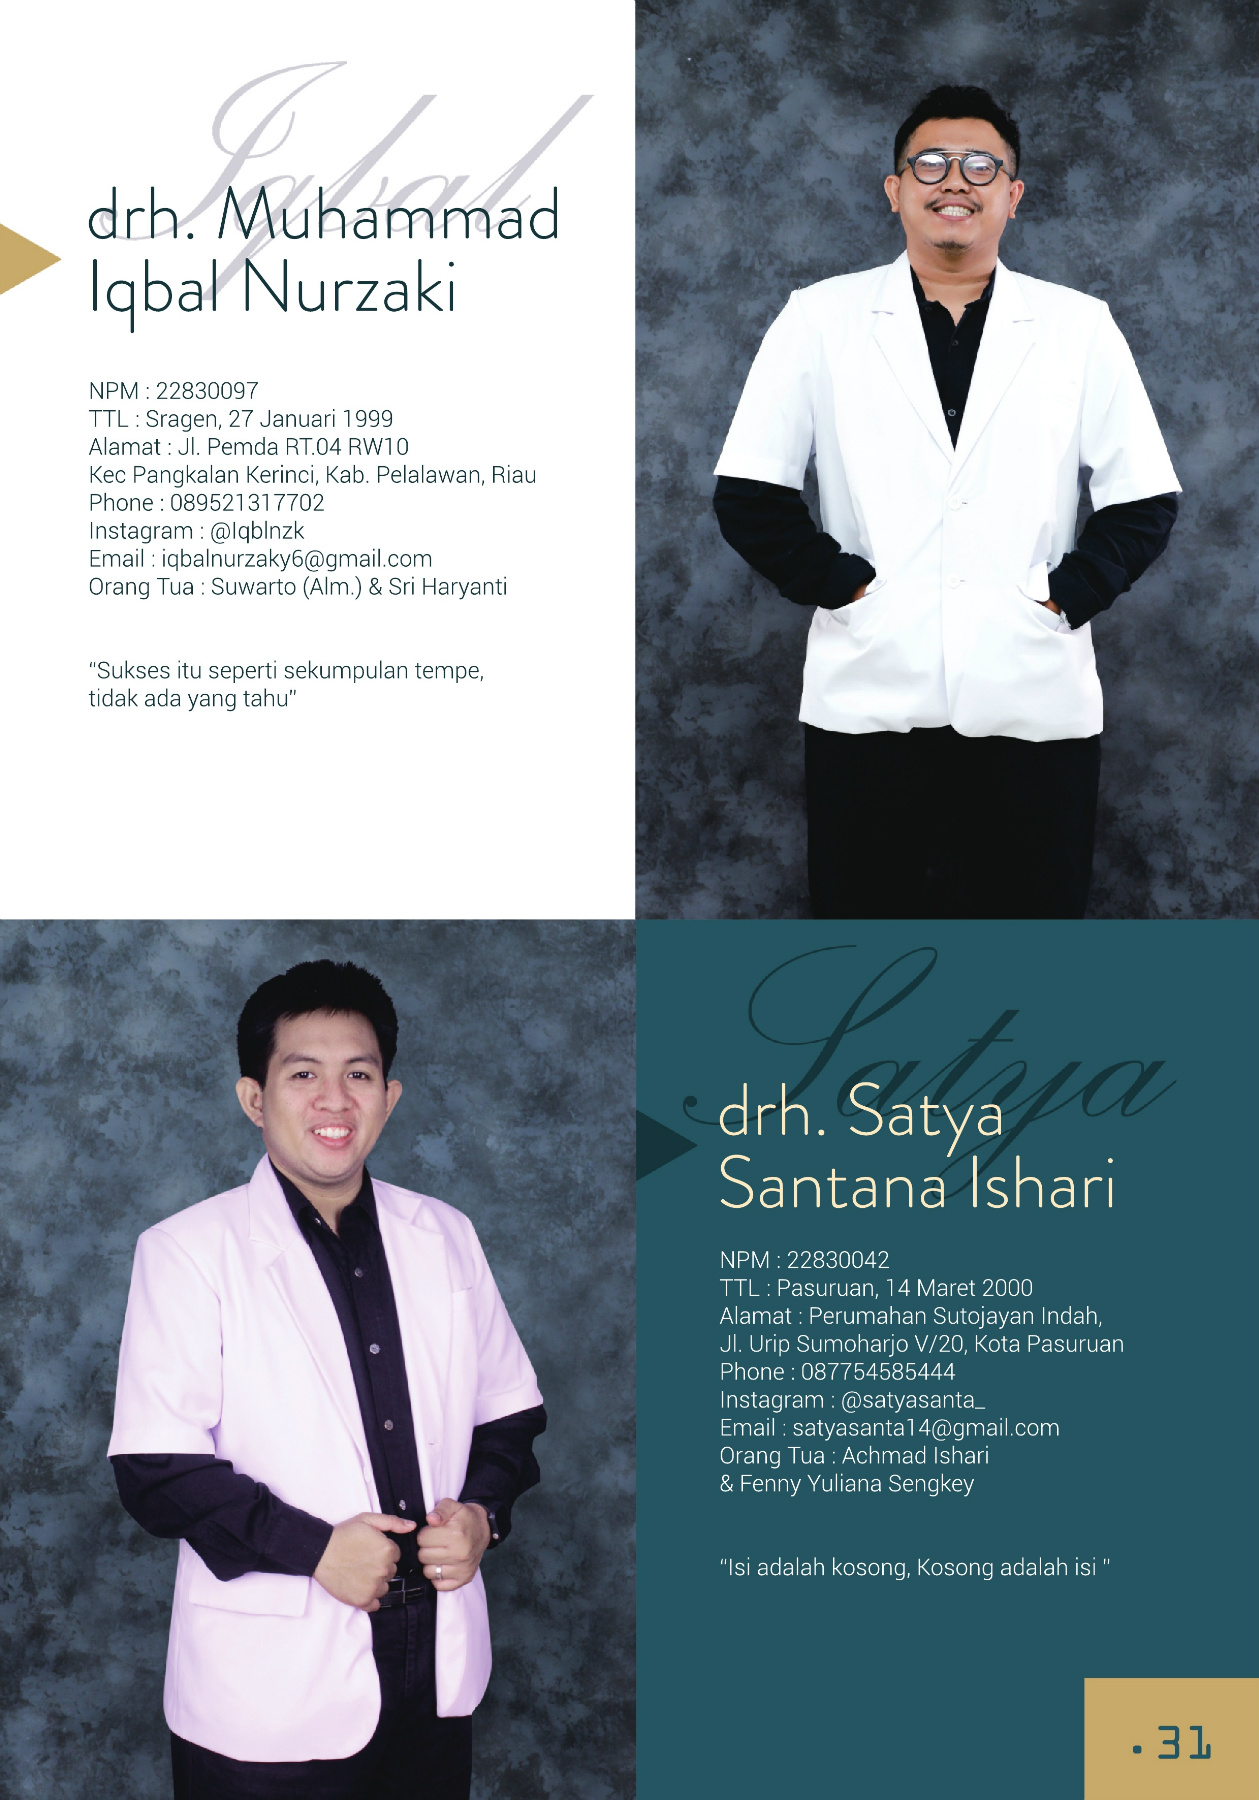 Iqbal
drh. Muhammad
Iqbal Nurzaki
NPM : 22830097
TTL : Sragen, 27 Januari 1999
Alamat : Jl. Pemda RT.04 RW10
Kec Pangkalan Kerinci, Kab. Pelalawan, Riau
Phone : 089521317702
Instagram : @Iqblnzk
Email : iqbalnurzaky6@gmail.com
Orang Tua : Suwarto (Alm.) & Sri Haryanti
“Sukses itu seperti sekumpulan tempe,
tidak ada yang tahu”
Satya
drh. Satya
Santana Ishari
NPM : 22830042
TTL : Pasuruan, 14 Maret 2000
Alamat : Perumahan Sutojayan Indah,
Jl. Urip Sumoharjo V/20, Kota Pasuruan
Phone : 087754585444
Instagram : @satyasanta_
Email : satyasanta14@gmail.com
Orang Tua : Achmad Ishari
& Fenny Yuliana Sengkey
“Isi adalah kosong, Kosong adalah isi ”
. 31